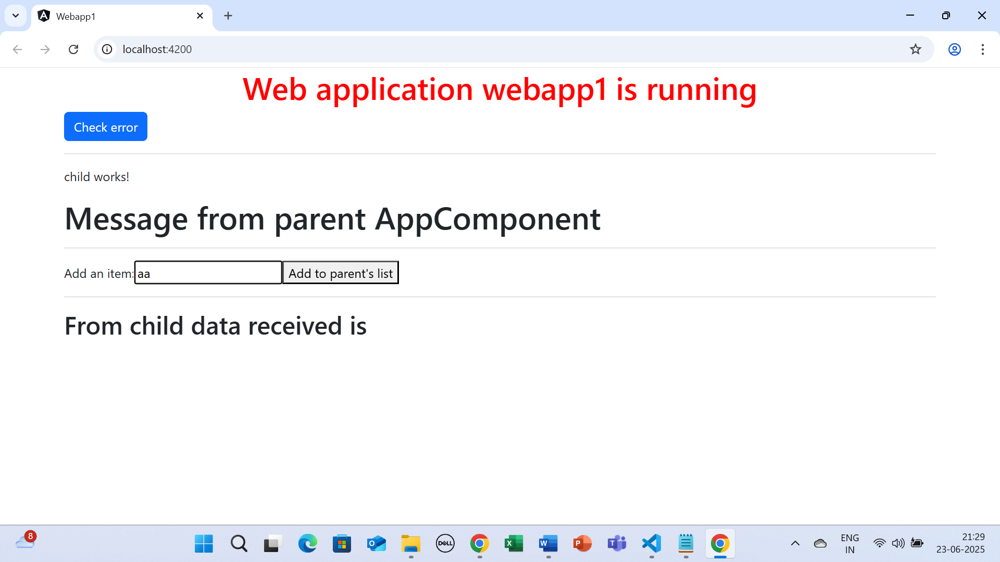 Webapp1
localhost:4200
Web application webapp1 is running
Check error
child works!
Message from parent AppComponent
Add an item:aa Add to parent's list
From child data received is
8
DELL
ENG
IN
21:29
23-06-2025